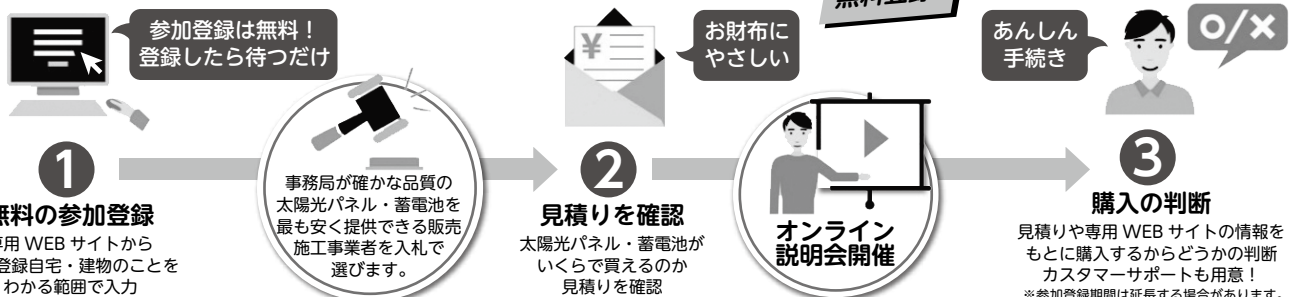 参加登録は無料！
登録したら待つだけ
1
無料の参加登録
専用 WEB サイトから
登録自宅・建物のことを
わかる範囲で入力
事務局が確かな品質の
太陽光パネル・蓄電池を
最も安く提供できる販売
施工事業者を入札で
選びます。
¥
お財布に
やさしい
2
見積りを確認
太陽光パネル・蓄電池が
いくらで買えるのか
見積りを確認
オンライン
説明会開催
あんしん
手続き
O/×
3
購入の判断
見積りや専用 WEB サイトの情報を
もとに購入するからどうかの判断
カスタマーサポートも用意！
※参加登録期間は延長する場合があります。